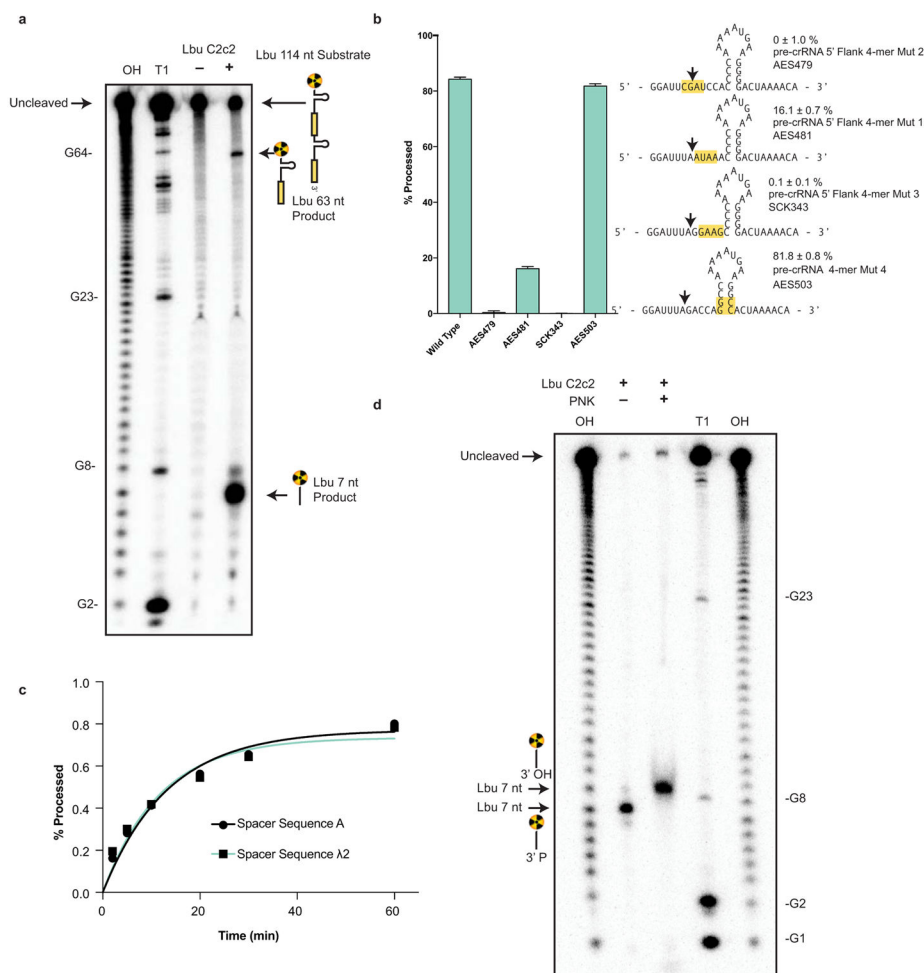 a
Lbu C2c2
OH T1 – +
Lbu 114 nt Substrate
Uncleaved
G64-
3'
Lbu 63 nt
Product
G23-
G8-
Lbu 7 nt
Product
G2-
b
% Processed
80
60
40
20
0
Wild Type
AES479
AES481
SCK343
AES503
0 ± 1.0 %
pre-crRNA 5' Flank 4-mer Mut 2
AES479
5' - GGAUUCGAUCCAC GACUAAAACA - 3'
16.1 ± 0.7 %
pre-crRNA 5' Flank 4-mer Mut 1
AES481
5' - GGAUUUAAUAAAC GACUAAAACA - 3'
0.1 ± 0.1 %
pre-crRNA 5' Flank 4-mer Mut 3
SCK343
5' - GGAUUUAGGAAGC GACUAAAACA - 3'
81.8 ± 0.8 %
pre-crRNA 4-mer Mut 4
AES503
5' - GGAUUUAGACCAG CACUAAAACA - 3'
c
% Processed
1.0
0.8
0.6
0.4
0.2
0.0
0 20 40 60
Time (min)
Spacer Sequence A
Spacer Sequence λ2
d
Lbu C2c2 + +
PNK – +
OH T1 OH
Uncleaved
-G23
3' OH
Lbu 7 nt
Lbu 7 nt
3' P
-G8
-G2
-G1